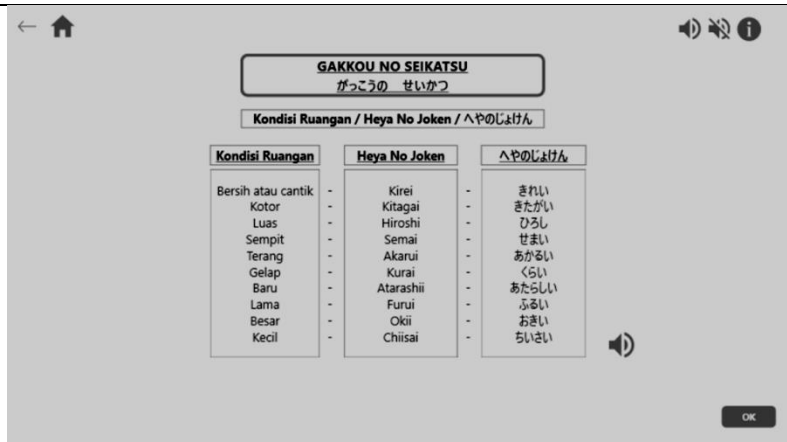 GAKKOU NO SEIKATSU
がっこうの せいかつ
Kondisi Ruangan / Heya No Joken / へやのじょけん
Kondisi Ruangan Heya No Joken へやのじょけん
Bersih atau cantik - Kirei - きれい
Kotor - Kitagai - きたがい
Luas - Hiroshi - ひろし
Sempit - Semai - せまい
Terang - Akarui - あかるい
Gelap - Kurai - くらい
Baru - Atarashii - あたらしい
Lama - Furui - ふるい
Besar - Okii - おきい
Kecil - Chiisai - ちいさい
OK